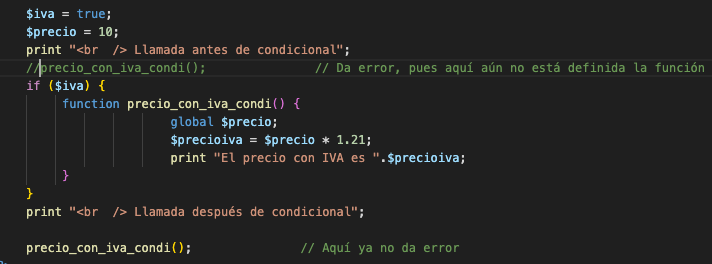 $iva = true;
$precio = 10;
print "<br  /> Llamada antes de condicional";
//precio_con_iva_condi();                // Da error, pues aquí aún no está definida la función
if ($iva) {
     function precio_con_iva_condi() {
                    global $precio;
                    $precioiva = $precio * 1.21;
                    print "El precio con IVA es ".$precioiva;
     }
}
print "<br  /> Llamada después de condicional";
precio_con_iva_condi();                // Aquí ya no da error